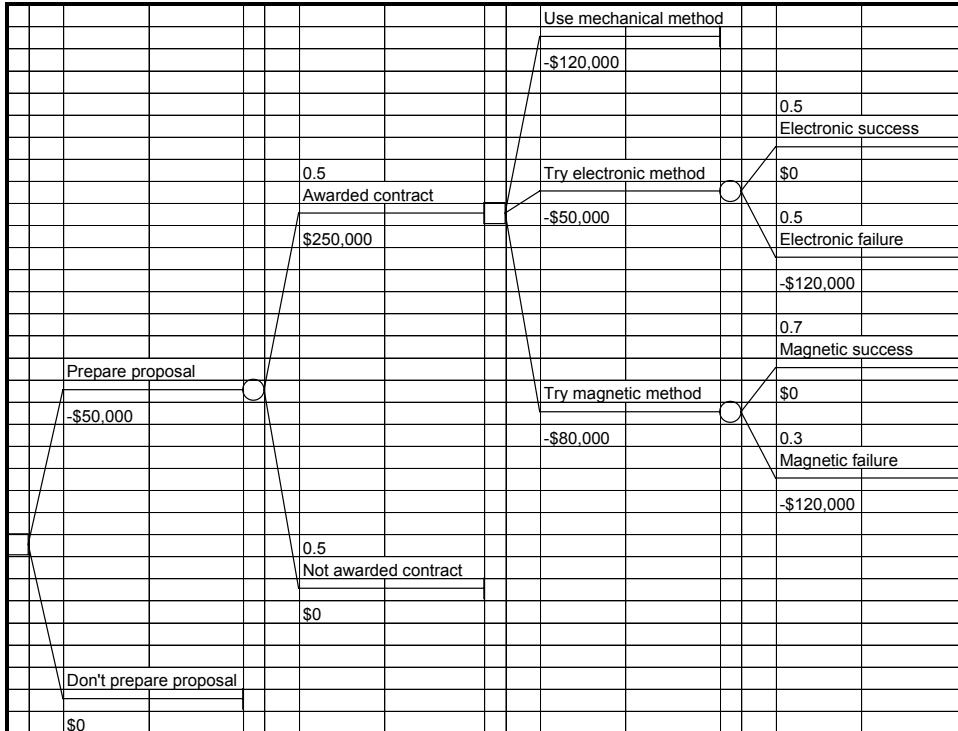 Use mechanical method
-$120,000
0.5
Electronic success
0.5
Try electronic method
$0
Awarded contract
-$50,000
0.5
$250,000
Electronic failure
-$120,000
0.7
Magnetic success
Prepare proposal
Try magnetic method
$0
-$50,000
-$80,000
0.3
Magnetic failure
-$120,000
0.5
Not awarded contract
$0
Don't prepare proposal
$0